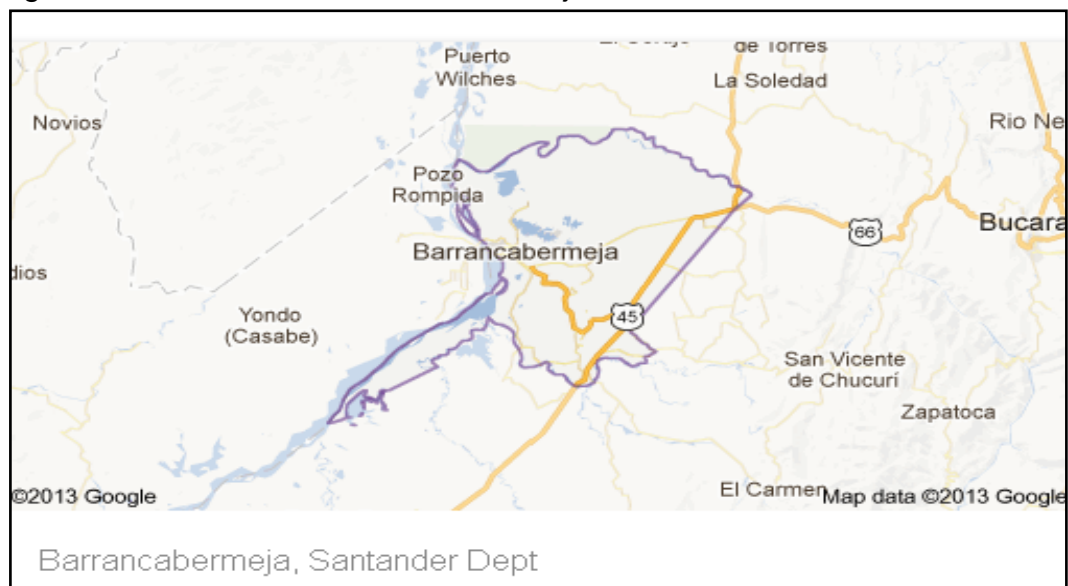 de Torres
Puerto
Wilches
La Soledad
Novios
Rio Ne
Pozo
Rompida
66
Bucara
Barrancabermeja
dios
Yondo
(Casabe)
45
San Vicente
de Chucurí
Zapatoca
El Carmen
©2013 Google
Map data ©2013 Google
Barrancabermeja, Santander Dept